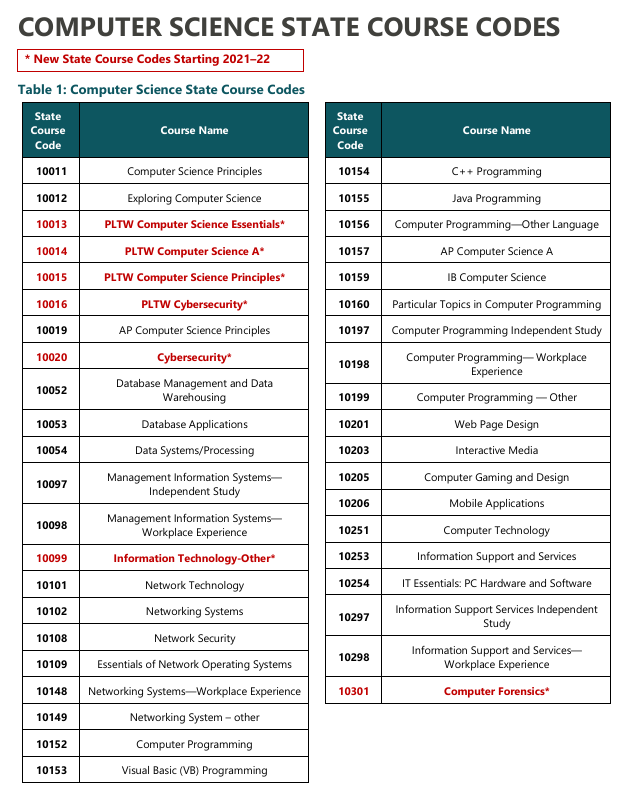 COMPUTER SCIENCE STATE COURSE CODES
* New State Course Codes Starting 2021–22
Table 1: Computer Science State Course Codes
State
Course
Code
Course Name
10011 Computer Science Principles
10012 Exploring Computer Science
10013 PLTW Computer Science Essentials*
10014 PLTW Computer Science A*
10015 PLTW Computer Science Principles*
10016 PLTW Cybersecurity*
10019 AP Computer Science Principles
10020 Cybersecurity*
10052 Database Management and Data
Warehousing
10053 Database Applications
10054 Data Systems/Processing
10097 Management Information Systems—
Independent Study
10098 Management Information Systems—
Workplace Experience
10099 Information Technology-Other*
10101 Network Technology
10102 Networking Systems
10108 Network Security
10109 Essentials of Network Operating Systems
10148 Networking Systems—Workplace Experience
10149 Networking System – other
10152 Computer Programming
10153 Visual Basic (VB) Programming
State
Course
Code
Course Name
10154 C++ Programming
10155 Java Programming
10156 Computer Programming—Other Language
10157 AP Computer Science A
10159 IB Computer Science
10160 Particular Topics in Computer Programming
10197 Computer Programming Independent Study
10198 Computer Programming— Workplace
Experience
10199 Computer Programming — Other
10201 Web Page Design
10203 Interactive Media
10205 Computer Gaming and Design
10206 Mobile Applications
10251 Computer Technology
10253 Information Support and Services
10254 IT Essentials: PC Hardware and Software
10297 Information Support Services Independent
Study
10298 Information Support and Services—
Workplace Experience
10301 Computer Forensics*